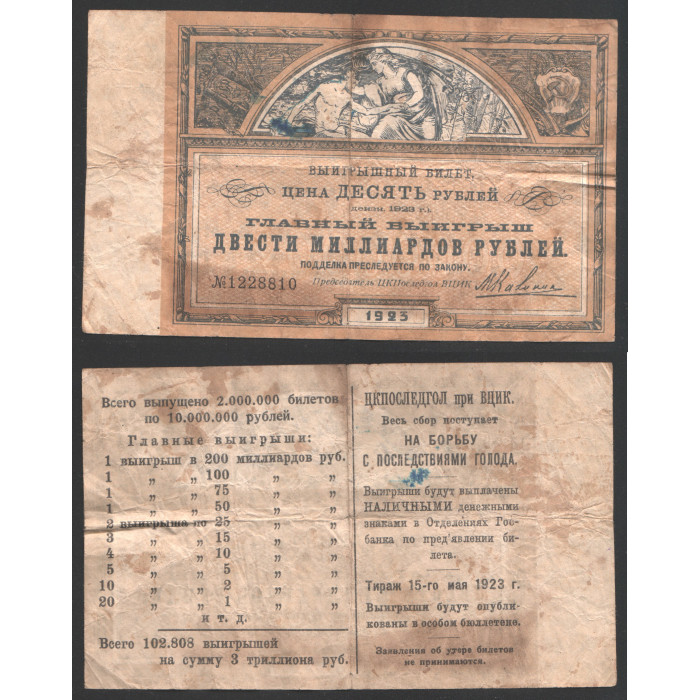 ВЫИГРЫШНЫЙ БИЛЕТ.
ЦЕНА ДЕСЯТЬ РУБЛЕЙ
(дензн. 1923 г.).
ГЛАВНЫЙ ВЫИГРЫШ
ДВЕСТИ МИЛЛИАРДОВ РУБЛЕЙ.
ПОДДЕЛКА ПРЕСЛЕДУЕТСЯ ПО ЗАКОНУ.
№1228810 Председатель ЦКПоследгол ВЦИК М Калинин
1923
Всего выпущено 2.000.000 билетов
по 10.000.000 рублей.
Главные выигрыши:
1 выигрыш в 200 миллиардов руб.
1 „ „ 100 „ „
1 „ „ 75 „ „
1 „ „ 50 „ „
2 выигрыша по 25 „ „
3 „ „ 15 „ „
4 „ „ 10 „ „
5 „ „ 5 „ „
10 „ „ 2 „ „
20 „ „ 1 „ „
и т. д.
Всего 102.808 выигрышей
на сумму 3 триллиона руб.
ЦКПОСЛЕДГОЛ при ВЦИК.
Весь сбор поступает
НА БОРЬБУ
С ПОСЛЕДСТВИЯМИ ГОЛОДА.
Выигрыши будут выплачены
НАЛИЧНЫМИ денежными
знаками в Отделениях Гос-
банка по пред'явлении би-
лета.
Тираж 15-го мая 1923 г.
Выигрыши будут опубли-
кованы в особом бюллетене.
Заявления об утере билетов
не принимаются.